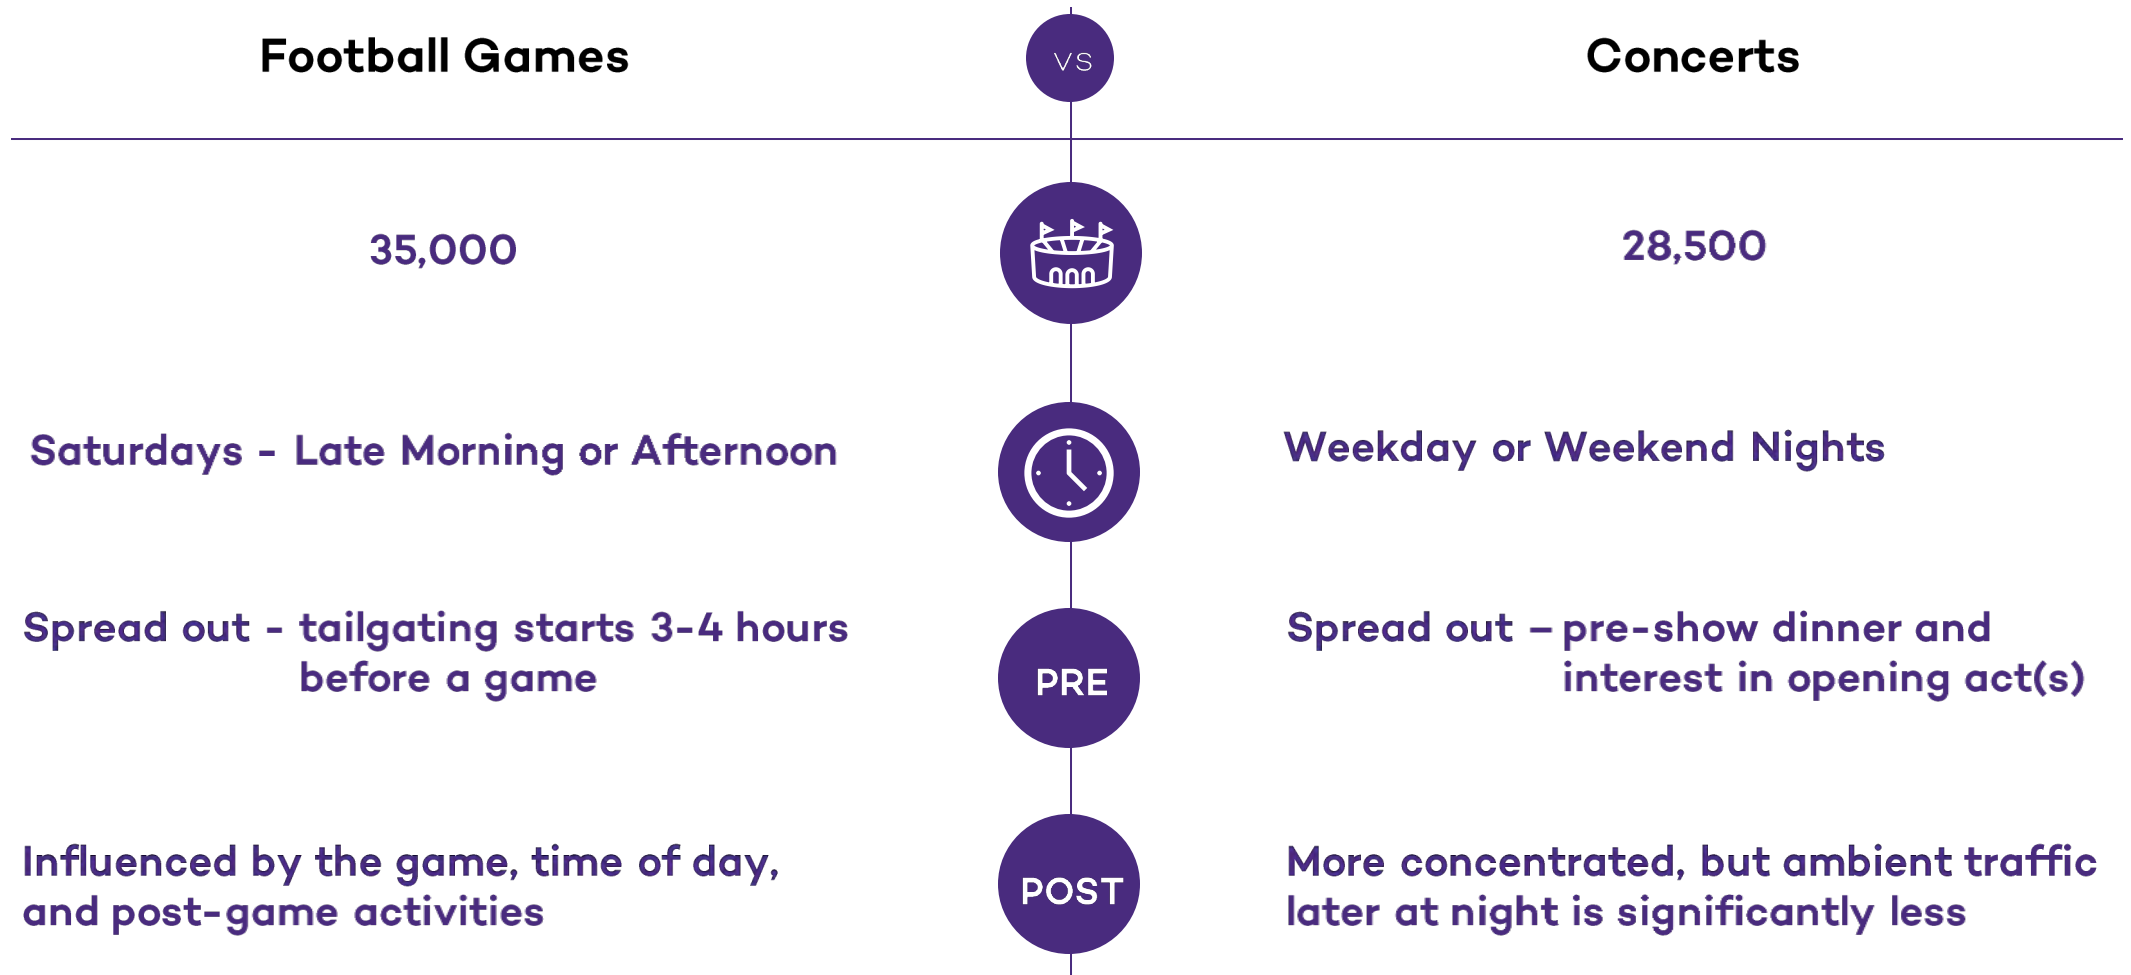 Football Games
VS
Concerts
35,000
28,500
Saturdays - Late Morning or Afternoon
Weekday or Weekend Nights
Spread out - tailgating starts 3-4 hours
before a game
PRE
Spread out – pre-show dinner and
interest in opening act(s)
Influenced by the game, time of day,
and post-game activities
POST
More concentrated, but ambient traffic
later at night is significantly less